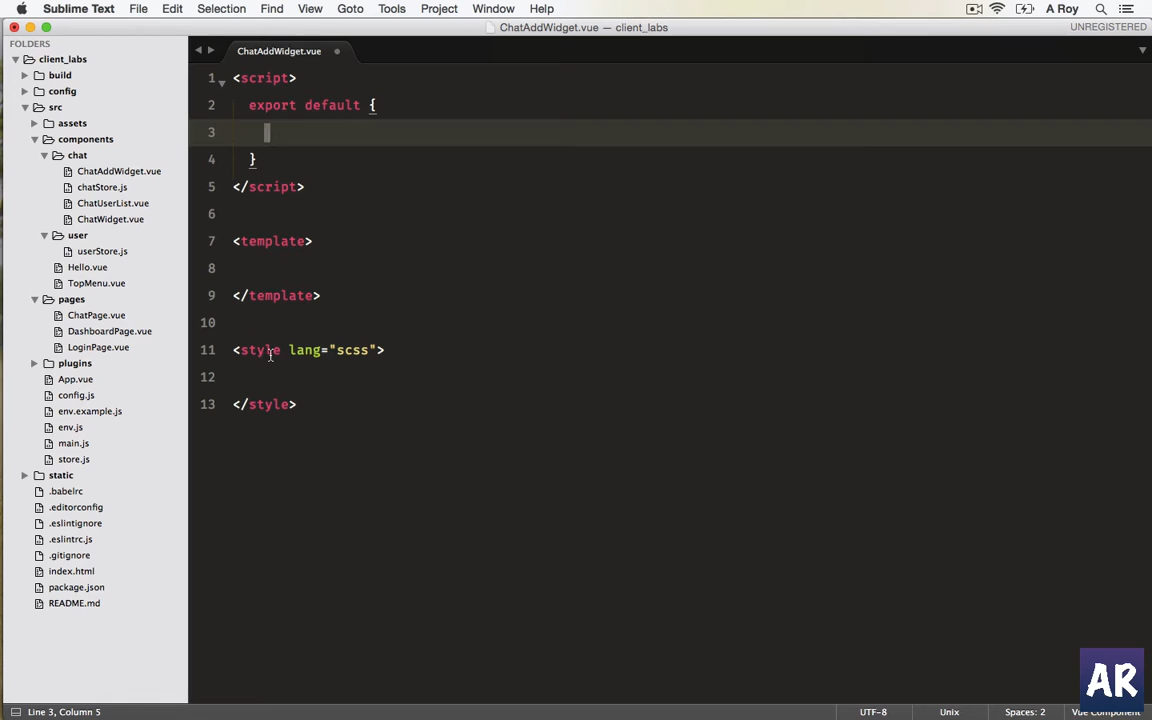 Sublime Text File Edit Selection Find View Goto Tools Project Window Help A Roy
ChatAddWidget.vue — client_labs UNREGISTERED
FOLDERS
client_labs
build
config
src
assets
components
chat
ChatAddWidget.vue
chatStore.js
ChatUserList.vue
ChatWidget.vue
user
userStore.js
Hello.vue
TopMenu.vue
pages
ChatPage.vue
DashboardPage.vue
LoginPage.vue
plugins
App.vue
config.js
env.example.js
env.js
main.js
store.js
static
.babelrc
.editorconfig
.eslintignore
.eslintrc.js
.gitignore
index.html
package.json
README.md
ChatAddWidget.vue
1 <script>
2 export default {
3
4 }
5 </script>
6
7 <template>
8
9 </template>
10
11 <style lang="scss">
12
13 </style>
AR
Line 3, Column 5 UTF-8 Unix Spaces: 2 Vue Component